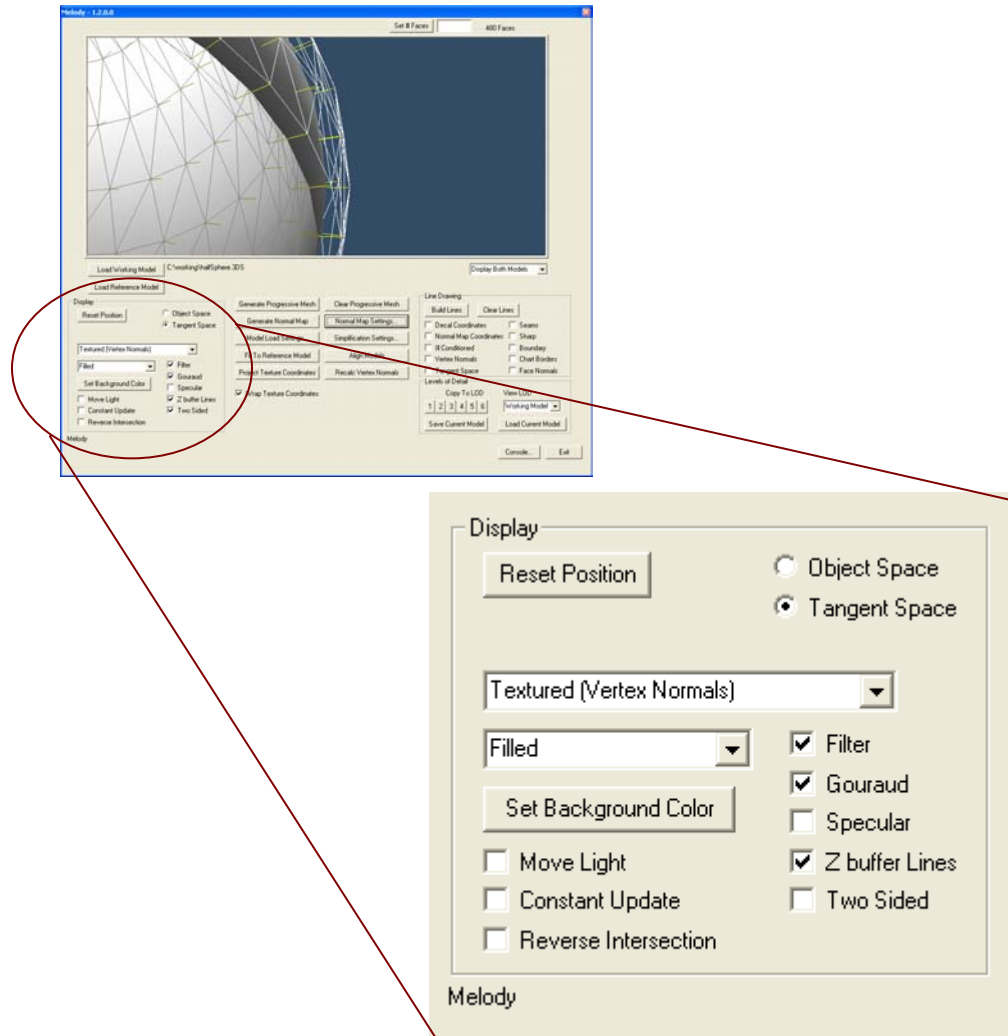 Melody - 1.2.0.0
Set # Faces 400 Faces
Load Working Model C:\working\halfSphere.3DS Display Both Models
Load Reference Model
Display
Reset Position
Object Space
Tangent Space
Textured (Vertex Normals)
Filled
Set Background Color
Filter
Gouraud
Specular
Z buffer Lines
Two Sided
Move Light
Constant Update
Reverse Intersection
Melody
Generate Progressive Mesh Clear Progressive Mesh
Generate Normal Map Normal Map Settings...
Model Load Settings... Simplification Settings...
Fit To Reference Model Align Models
Project Texture Coordinates Recalc Vertex Normals
Wrap Texture Coordinates
Line Drawing
Build Lines Clear Lines
Decal Coordinates Seams
Normal Map Coordinates Sharp
Ill Conditioned Boundary
Vertex Normals Chart Borders
Tangent Space Face Normals
Levels of Detail
Copy To LOD View LOD
1 2 3 4 5 6 Working Model
Save Current Model Load Current Model
Console... Exit
Display
Reset Position
Object Space
Tangent Space
Textured (Vertex Normals)
Filled
Filter
Gouraud
Set Background Color
Specular
Move Light
Z buffer Lines
Constant Update
Two Sided
Reverse Intersection
Melody